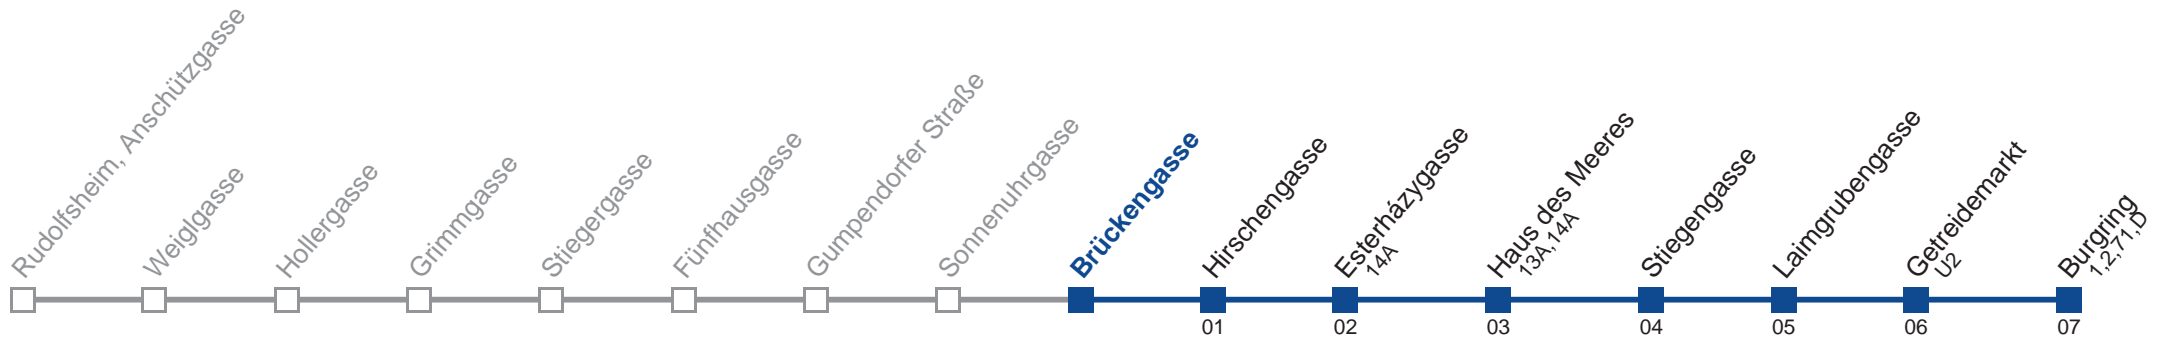 Rudolfsheim, Anschützgasse
Weiglgasse
Hollergasse
Grimmgasse
Stiegergasse
Fünfhausgasse
Gumpendorfer Straße
Sonnenuhrgasse
Brückengasse
Hirschengasse
01
Esterházygasse
14A
02
Haus des Meeres
13A,14A
03
Stiegengasse
04
Laimgrubengasse
05
Getreidemarkt
U2
06
Burgring
1,2,71,D
07